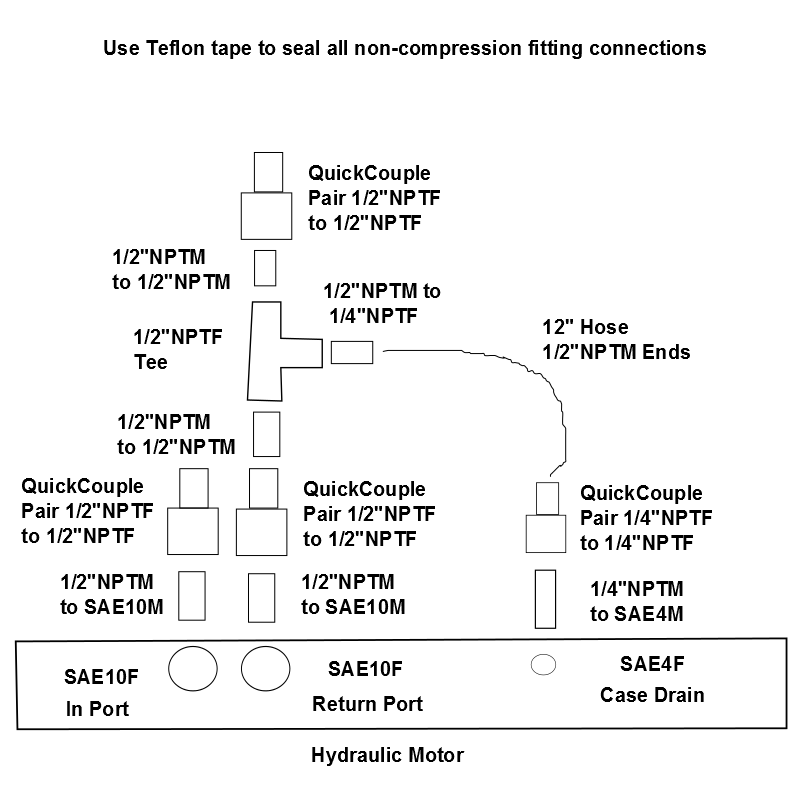 Use Teflon tape to seal all non-compression fitting connections
QuickCouple
Pair 1/2"NPTF
to 1/2"NPTF
1/2"NPTM
to 1/2"NPTM
1/2"NPTM to
1/4"NPTF
1/2"NPTF
Tee
12" Hose
1/2"NPTM Ends
1/2"NPTM
to 1/2"NPTM
QuickCouple
Pair 1/2"NPTF
to 1/2"NPTF
QuickCouple
Pair 1/2"NPTF
to 1/2"NPTF
QuickCouple
Pair 1/4"NPTF
to 1/4"NPTF
1/2"NPTM
to SAE10M
1/2"NPTM
to SAE10M
1/4"NPTM
to SAE4M
SAE10F
In Port
SAE10F
Return Port
SAE4F
Case Drain
Hydraulic Motor